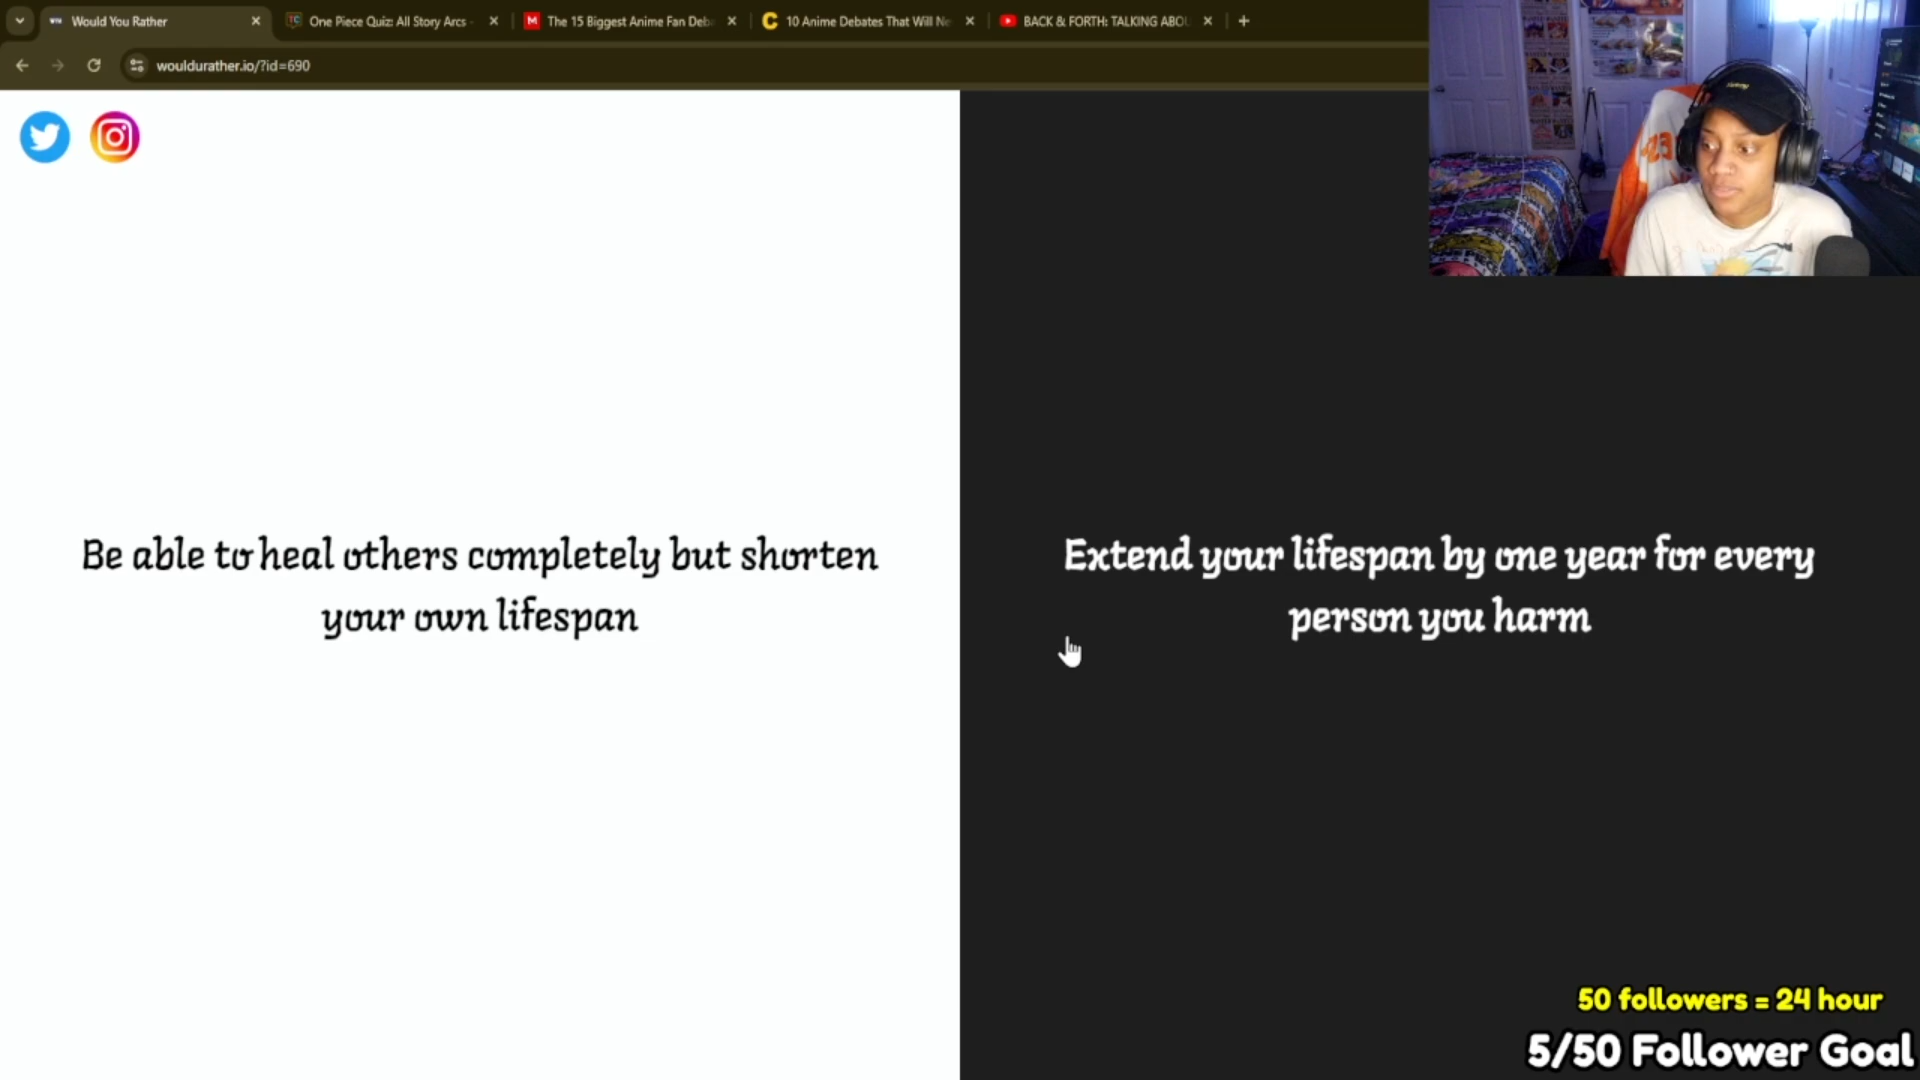 Would You Rather
One Piece Quiz: All Story Arcs -
The 15 Biggest Anime Fan Deb
10 Anime Debates That Will Ne
BACK & FORTH: TALKING ABO
wouldurather.io/?id=690
Be able to heal others completely but shorten
your own lifespan
Extend your lifespan by one year for every
person you harm
50 followers = 24 hour
5/50 Follower Goal